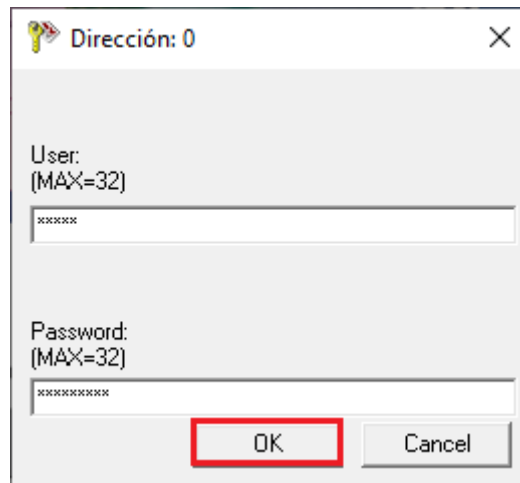 Dirección: 0
User:
(MAX=32)
*****
Password:
(MAX=32)
*********
OK
Cancel